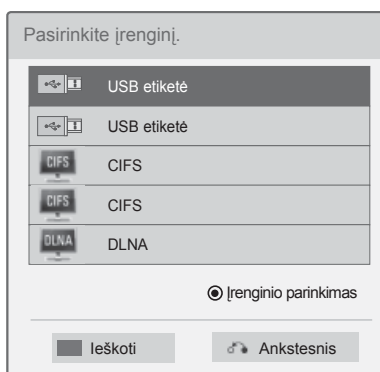 Pasirinkite įrenginį.
USB etiketė
USB etiketė
CIFS CIFS
CIFS CIFS
DLNA DLNA
Įrenginio parinkimas
Ieškoti Ankstesnis